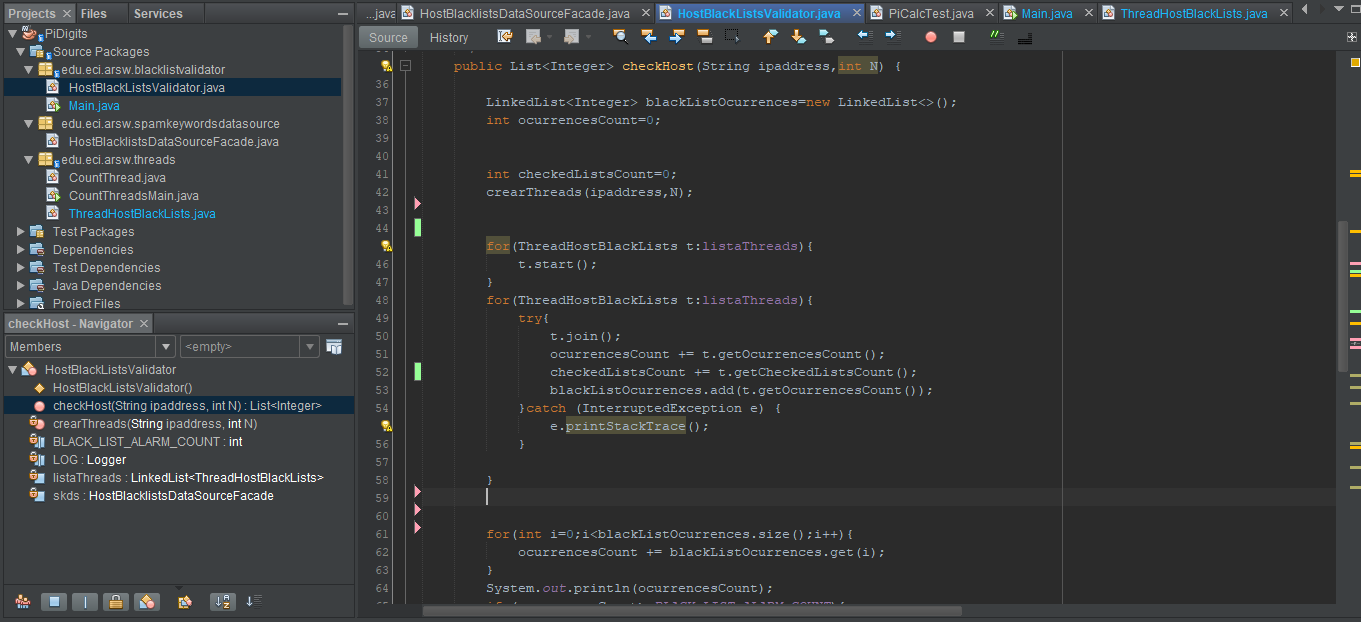 Projects
Files
Services
PiDigits
Source Packages
edu.eci.arsw.blacklistvalidator
HostBlackListsValidator.java
Main.java
edu.eci.arsw.spamkeywordsdatasource
HostBlacklistsDataSourceFacade.java
edu.eci.arsw.threads
CountThread.java
CountThreadsMain.java
ThreadHostBlackLists.java
Test Packages
Dependencies
Test Dependencies
Java Dependencies
Project Files
checkHost - Navigator
Members
<empty>
HostBlackListsValidator
HostBlackListsValidator()
checkHost(String ipaddress, int N) : List<Integer>
crearThreads(String ipaddress, int N)
BLACK_LIST_ALARM_COUNT : int
LOG : Logger
listaThreads : LinkedList<ThreadHostBlackLists>
skds : HostBlacklistsDataSourceFacade
...java
HostBlacklistsDataSourceFacade.java
HostBlackListsValidator.java
PiCalcTest.java
Main.java
ThreadHostBlackLists.java
Source
History
public List<Integer> checkHost(String ipaddress,int N) {
36
37 LinkedList<Integer> blackListOcurrences=new LinkedList<>();
38 int ocurrencesCount=0;
39
40
41 int checkedListsCount=0;
42 crearThreads(ipaddress,N);
43
44
for(ThreadHostBlackLists t:listaThreads){
46 t.start();
47 }
48 for(ThreadHostBlackLists t:listaThreads){
49 try{
50 t.join();
51 ocurrencesCount += t.getOcurrencesCount();
52 checkedListsCount += t.getCheckedListsCount();
53 blackListOcurrences.add(t.getOcurrencesCount());
54 }catch (InterruptedException e) {
e.printStackTrace();
56 }
57
58 }
59
60
61 for(int i=0;i<blackListOcurrences.size();i++){
62 ocurrencesCount += blackListOcurrences.get(i);
63 }
64 System.out.println(ocurrencesCount);